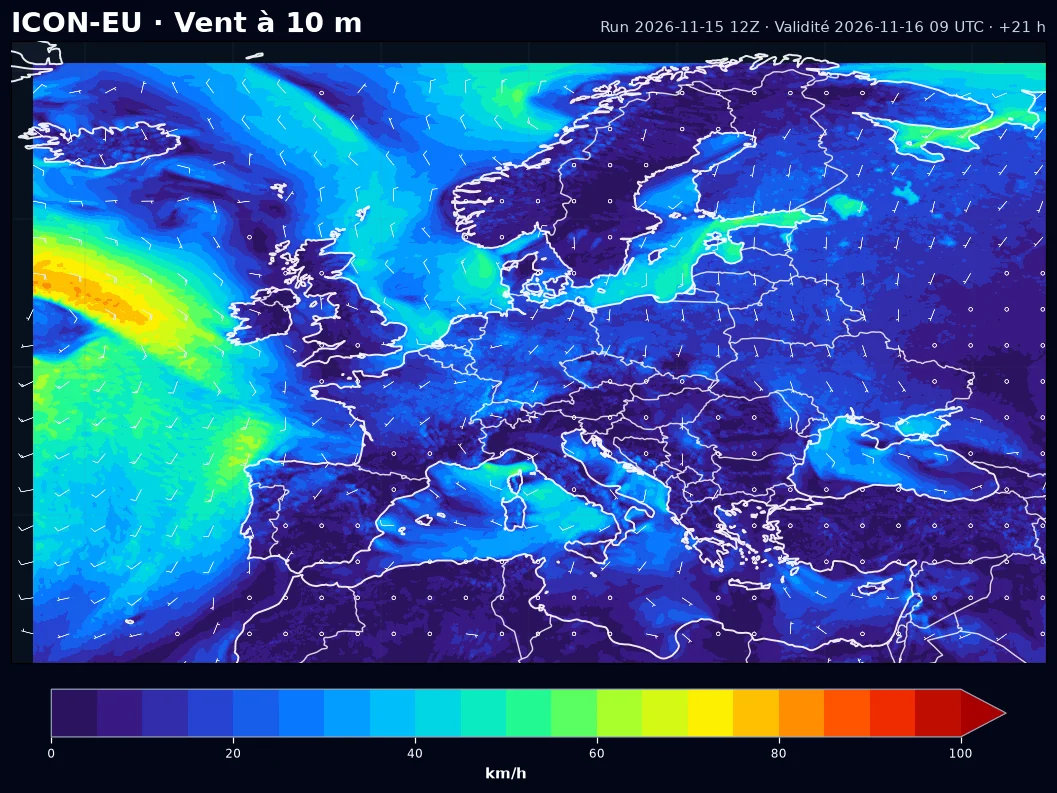 ICON-EU · Vent à 10 m
Run 2026-11-15 12Z · Validité 2026-11-16 09 UTC · +21 h
0 20 40 60 80 100
km/h